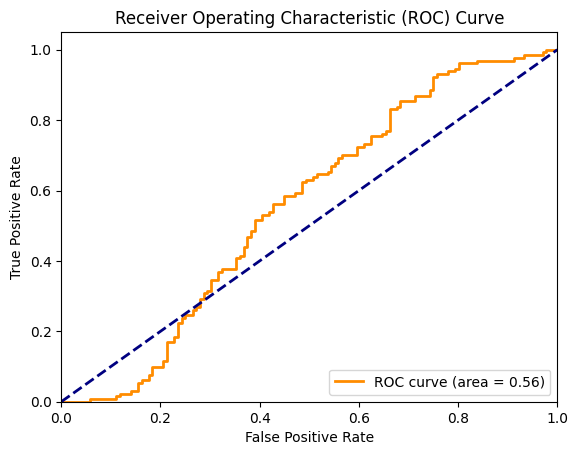 Receiver Operating Characteristic (ROC) Curve
1.0
0.8
0.6
0.4
0.2
0.0
True Positive Rate
0.0 0.2 0.4 0.6 0.8 1.0
False Positive Rate
ROC curve (area = 0.56)